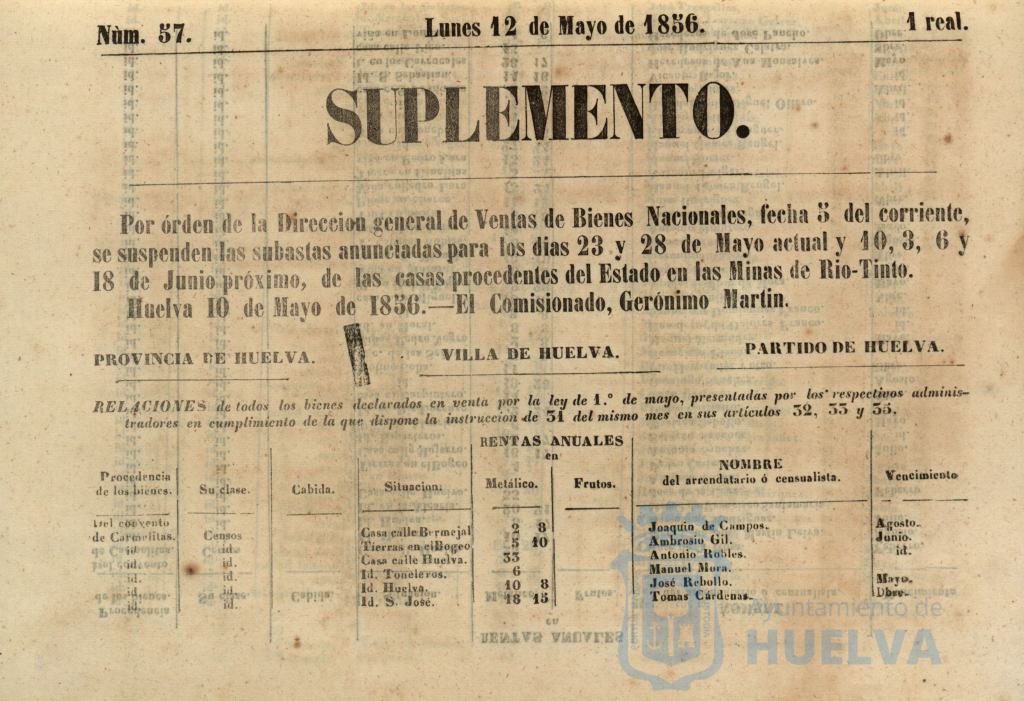 Núm. 57. Lunes 12 de Mayo de 1856. 1 real.
SUPLEMENTO.
Por órden de la Direccion general de Ventas de Bienes Nacionales, fecha 5 del corriente,
se suspenden las subastas anunciadas para los dias 23 y 28 de Mayo actual y 10, 3, 6 y
18 de Junio próximo, de las casas procedentes del Estado en las Minas de Rio-Tinto.
Huelva 10 de Mayo de 1856.—El Comisionado, Gerónimo Martin.
PROVINCIA DE HUELVA. VILLA DE HUELVA. PARTIDO DE HUELVA.
RELACIONES de todos los bienes declarados en venta por la ley de 1.º de mayo, presentadas por los respectivos adminis-
tradores en cumplimiento de la que dispone la instruccion de 31 del mismo mes en sus artículos 32, 33 y 35.
RENTAS ANUALES
en
NOMBRE
Procedencia
de los bienes. Su clase. Cabida. Situacion. Metálico. Frutos. del arrendatario ó censualista. Vencimiento
Del convento
de Carmelitas. Censos Casa calle Bermejal 2 8 Joaquin de Campos. Agosto.
id. id. Tierras en el 5 10 Ambrosio Gil. Junio.
id. id. Casa calle Huelva. 33 Antonio Robles. id.
id. id. Id. Toneleros. 6 Manuel Mora.
id. id. Id. Huelva. 10 8 José Rebollo. Mayo.
id. id. Id. S. José. 18 15 Tomas Cárdenas. Dbre.
Ayuntamiento de
HUELVA